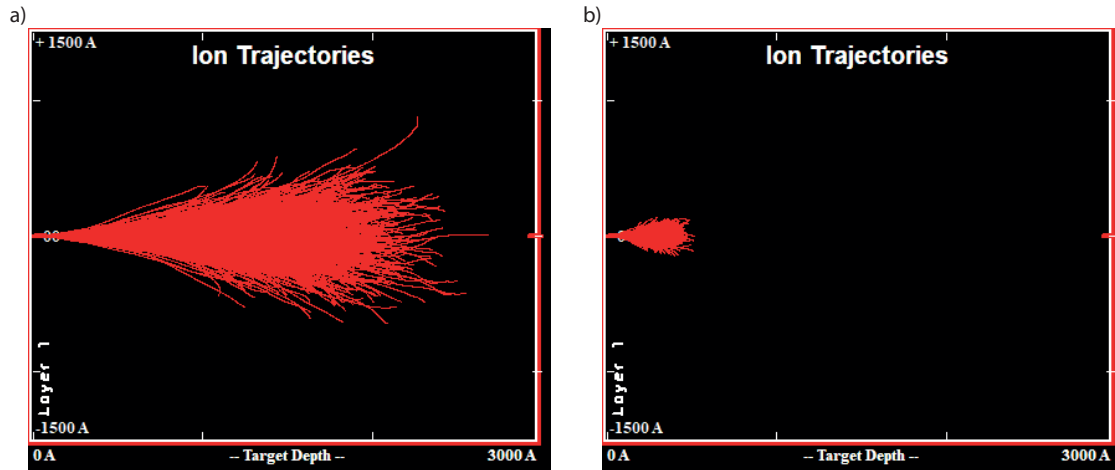 a)
+ 1500 A
Ion Trajectories
Layer 1
-1500 A
0 A
-- Target Depth --
3000 A
b)
+ 1500 A
Ion Trajectories
Layer 1
-1500 A
0 A
-- Target Depth --
3000 A